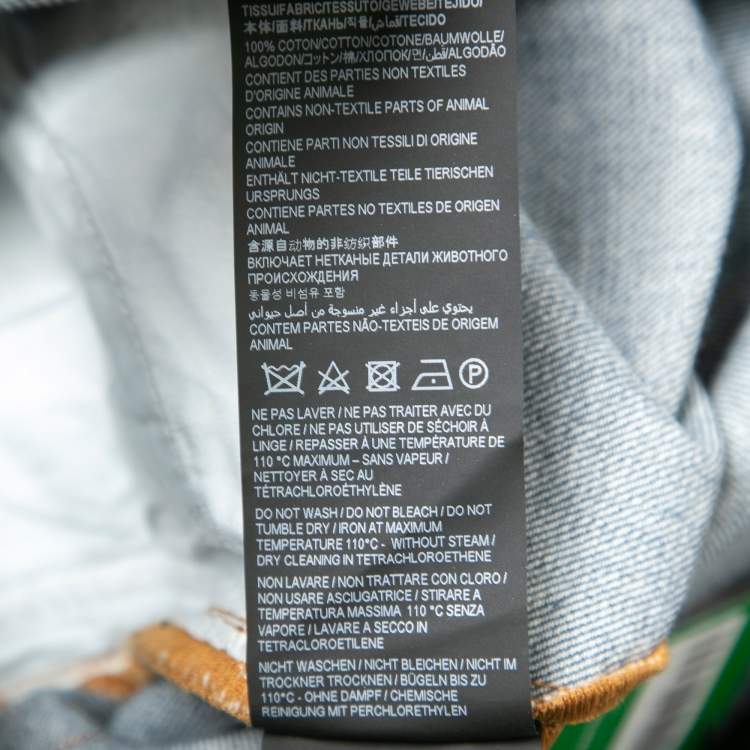 TISSU/FABRIC/TESSUTO/GEWEBE/TEJIDO/
本体/面料/ТКАНЬ/직물/قماش/TECIDO
100% COTON/COTTON/COTONE/BAUMWOLLE/
ALGODON/コットン/棉/ХЛОПОК/면/قطن/ALGODÃO
CONTIENT DES PARTIES NON TEXTILES
D'ORIGINE ANIMALE
CONTAINS NON-TEXTILE PARTS OF ANIMAL
ORIGIN
CONTIENE PARTI NON TESSILI DI ORIGINE
ANIMALE
ENTHÄLT NICHT-TEXTILE TEILE TIERISCHEN
URSPRUNGS
CONTIENE PARTES NO TEXTILES DE ORIGEN
ANIMAL
含源自动物的非纺织部件
ВКЛЮЧАЕТ НЕТКАНЫЕ ДЕТАЛИ ЖИВОТНОГО
ПРОИСХОЖДЕНИЯ
동물성 비섬유 포함
يحتوي على أجزاء غير منسوجة من أصل حيواني
CONTEM PARTES NÃO-TEXTEIS DE ORIGEM
ANIMAL
P
NE PAS LAVER / NE PAS TRAITER AVEC DU
CHLORE / NE PAS UTILISER DE SÉCHOIR À
LINGE / REPASSER À UNE TEMPÉRATURE DE
110 °C MAXIMUM – SANS VAPEUR /
NETTOYER À SEC AU
TÉTRACHLOROÉTHYLÈNE
DO NOT WASH / DO NOT BLEACH / DO NOT
TUMBLE DRY / IRON AT MAXIMUM
TEMPERATURE 110°C - WITHOUT STEAM /
DRY CLEANING IN TETRACHLOROETHENE
NON LAVARE / NON TRATTARE CON CLORO /
NON USARE ASCIUGATRICE / STIRARE A
TEMPERATURA MASSIMA 110 °C SENZA
VAPORE / LAVARE A SECCO IN
TETRACLOROETILENE
NICHT WASCHEN / NICHT BLEICHEN / NICHT IM
TROCKNER TROCKNEN / BÜGELN BIS ZU
110°C - OHNE DAMPF / CHEMISCHE
REINIGUNG MIT PERCHLORETHYLEN